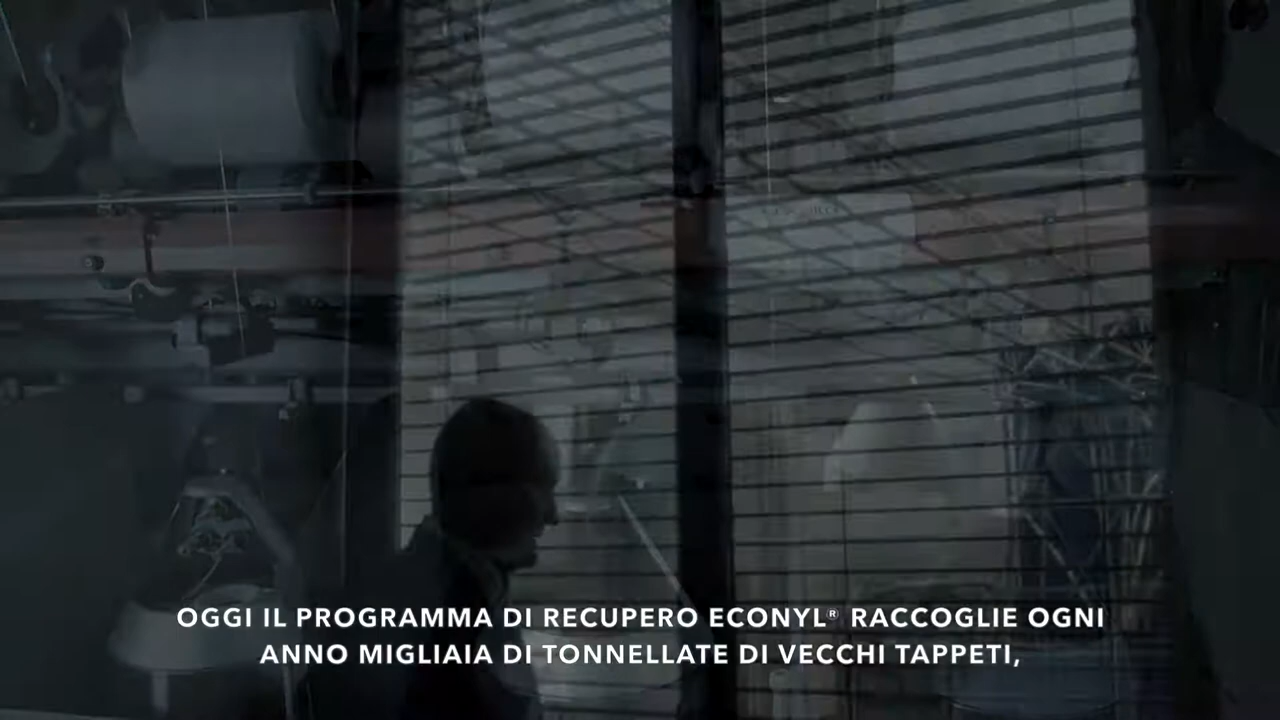 OGGI IL PROGRAMMA DI RECUPERO ECONYL® RACCOGLIE OGNI
ANNO MIGLIAIA DI TONNELLATE DI VECCHI TAPPETI,